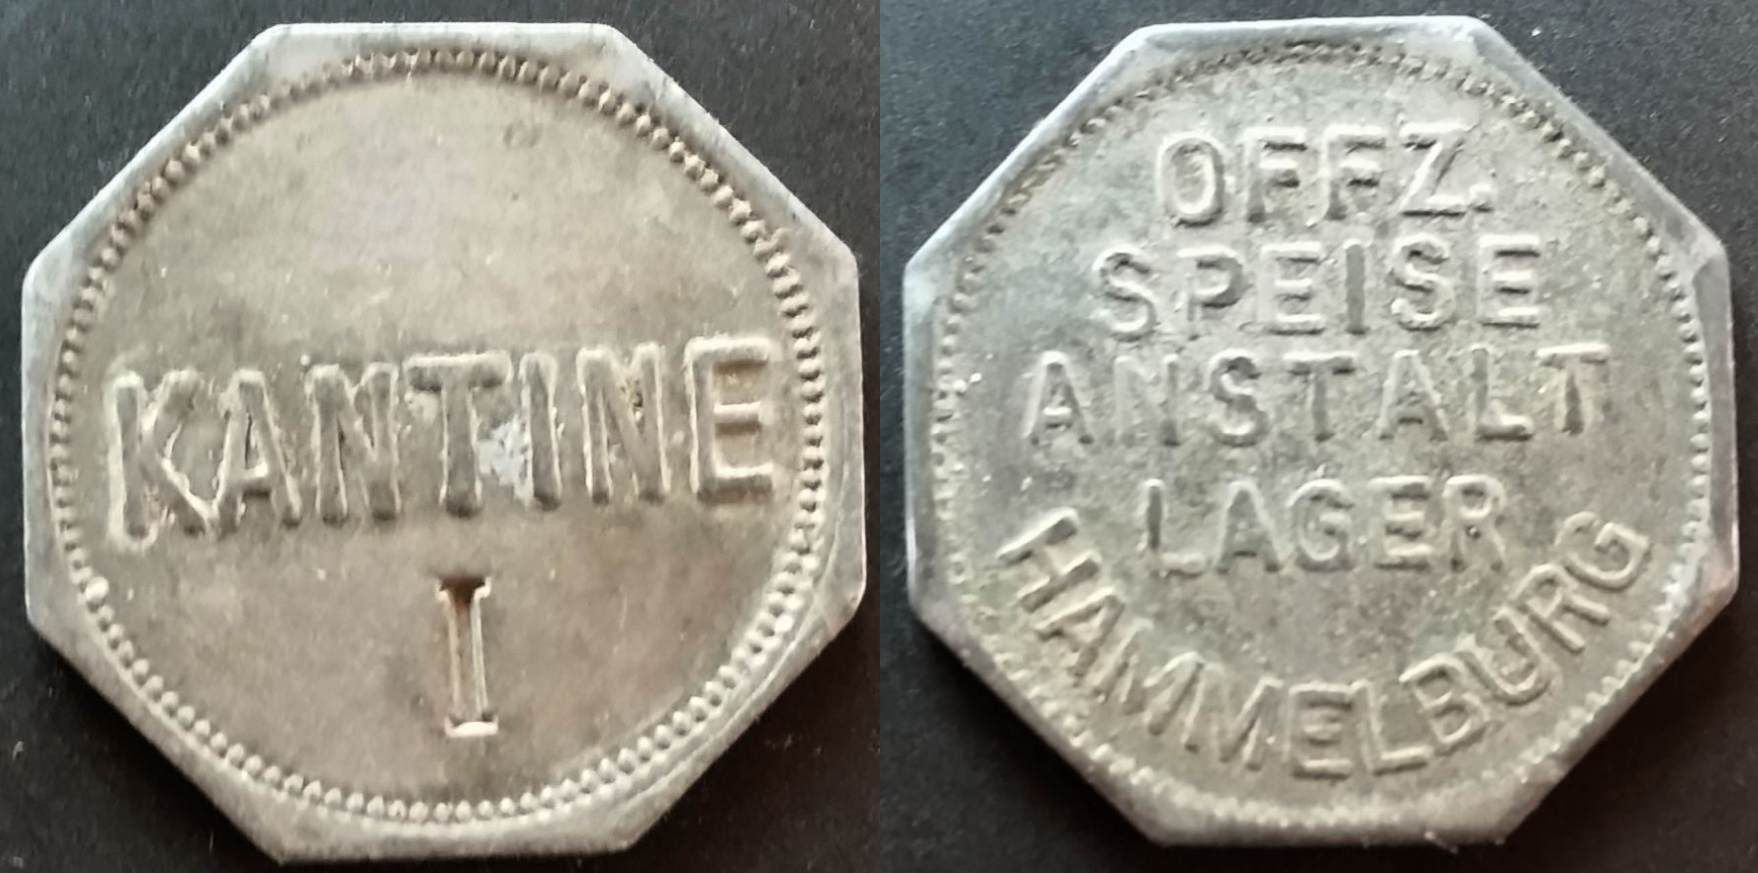 KANTINE
I
OFFZ.
SPEISE
ANSTALT
LAGER
HAMMELBURG